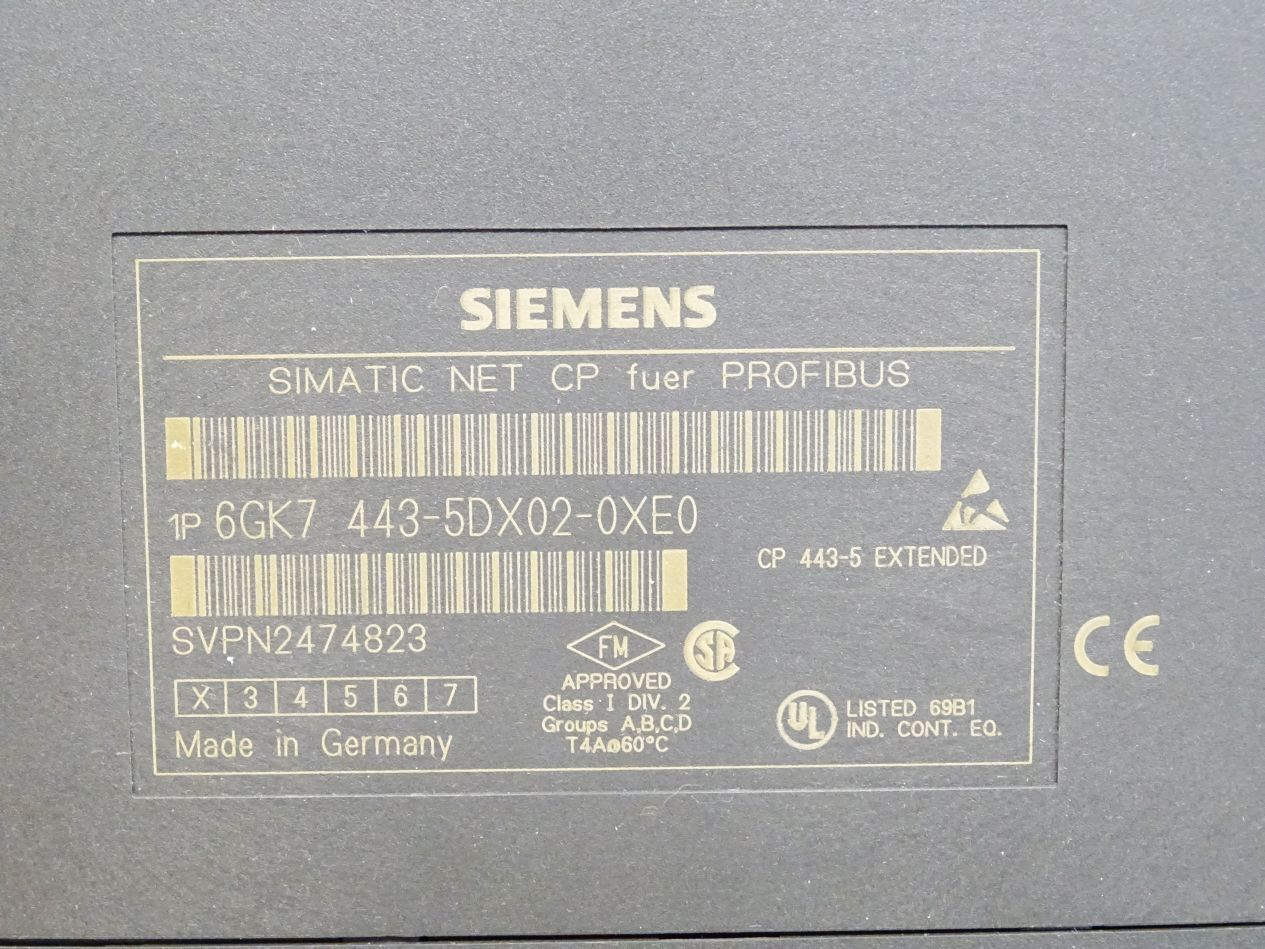 SIEMENS
SIMATIC NET CP fuer PROFIBUS
1P 6GK7 443-5DX02-0XE0
CP 443-5 EXTENDED
SVPN2474823
X 3 4 5 6 7
Made in Germany
FM
APPROVED
Class I DIV. 2
Groups A,B,C,D
T4A@60°C
SA
UL
LISTED 69B1
IND. CONT. EQ.
CE